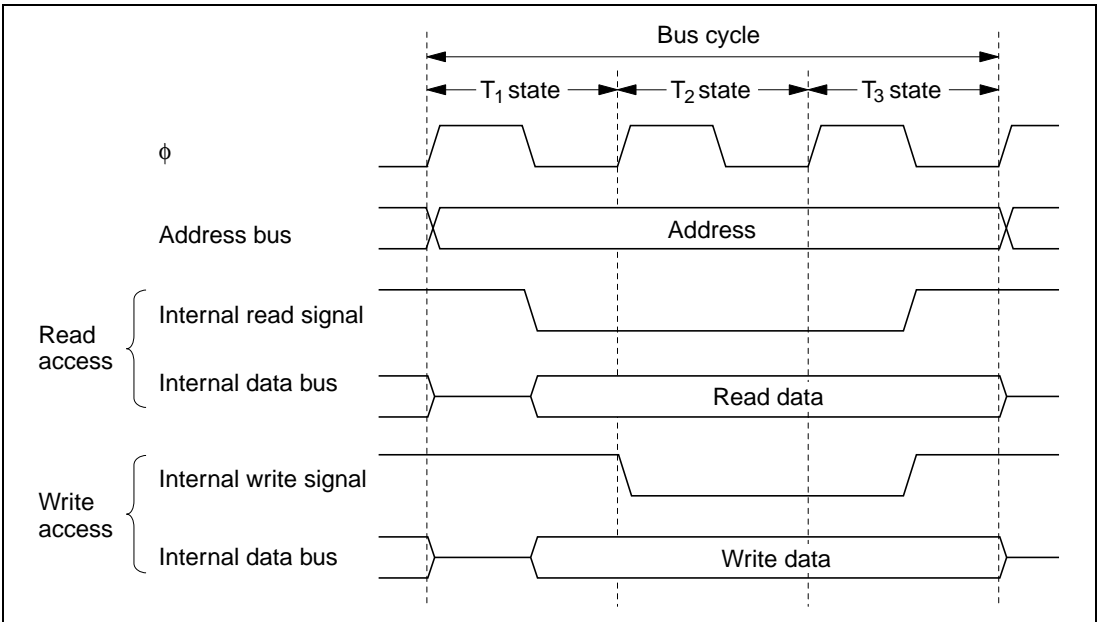 Bus cycle
T₁ state
T₂ state
T₃ state
ϕ
Address bus
Address
Read
access
Internal read signal
Internal data bus
Read data
Write
access
Internal write signal
Internal data bus
Write data